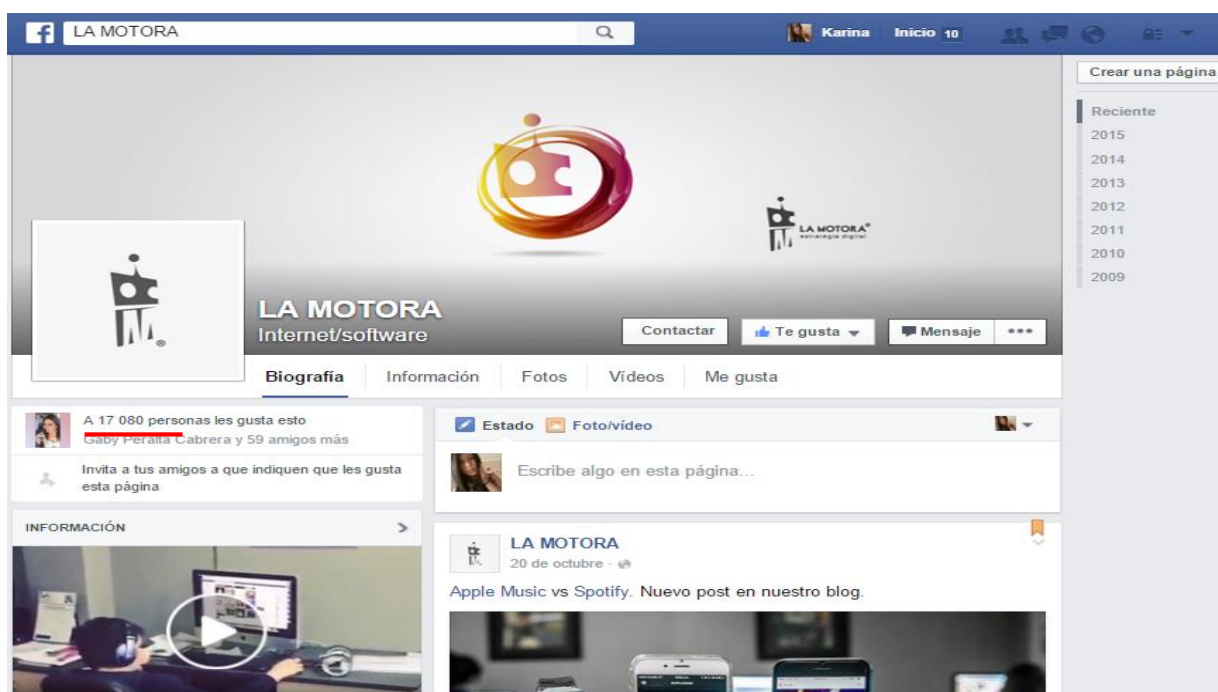 LA MOTORA
Karina
Inicio 10
Crear una página
Reciente
2015
2014
2013
2012
2011
2010
2009
LA MOTORA®
estrategia digital
LA MOTORA
Internet/software
Contactar
Te gusta
Mensaje
Biografía
Información
Fotos
Vídeos
Me gusta
A 17 080 personas les gusta esto
Gaby Peralta Cabrera y 59 amigos más
Invita a tus amigos a que indiquen que les gusta
esta página
INFORMACIÓN
Estado
Foto/vídeo
Escribe algo en esta página...
LA MOTORA
20 de octubre ·
Apple Music vs Spotify. Nuevo post en nuestro blog.